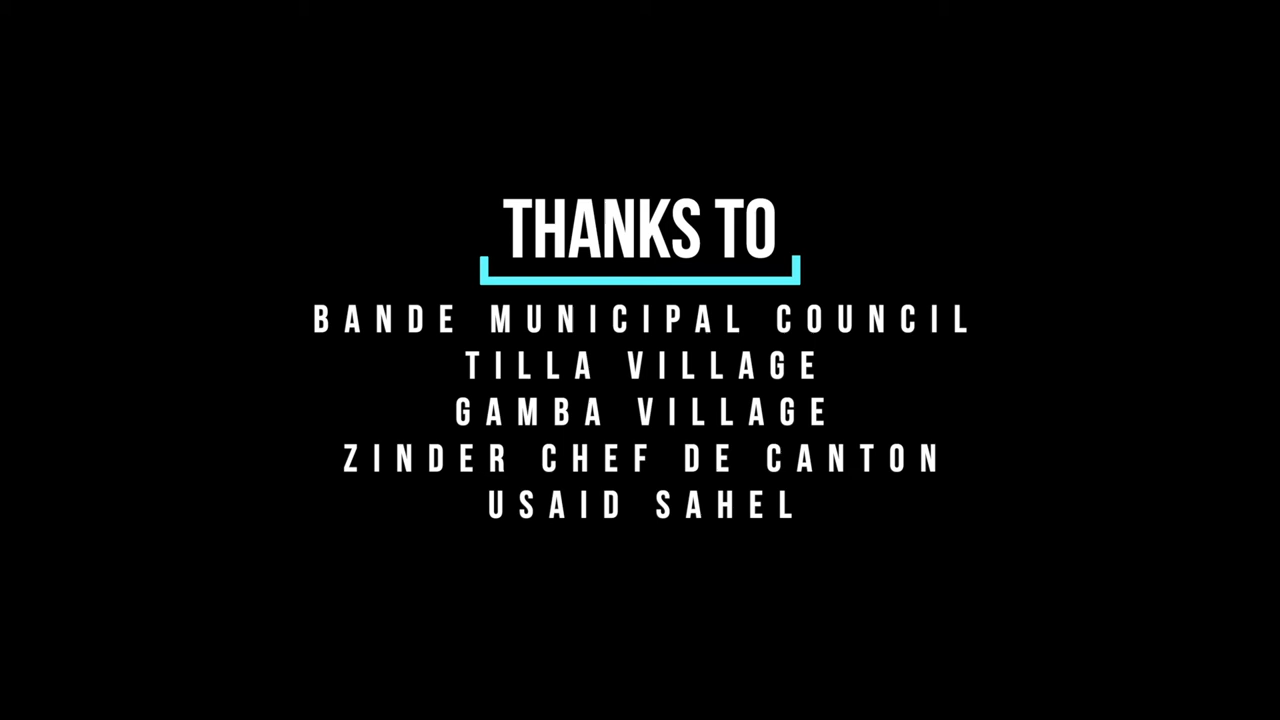 THANKS TO
BANDE MUNICIPAL COUNCIL
TILLA VILLAGE
GAMBA VILLAGE
ZINDER CHEF DE CANTON
USAID SAHEL